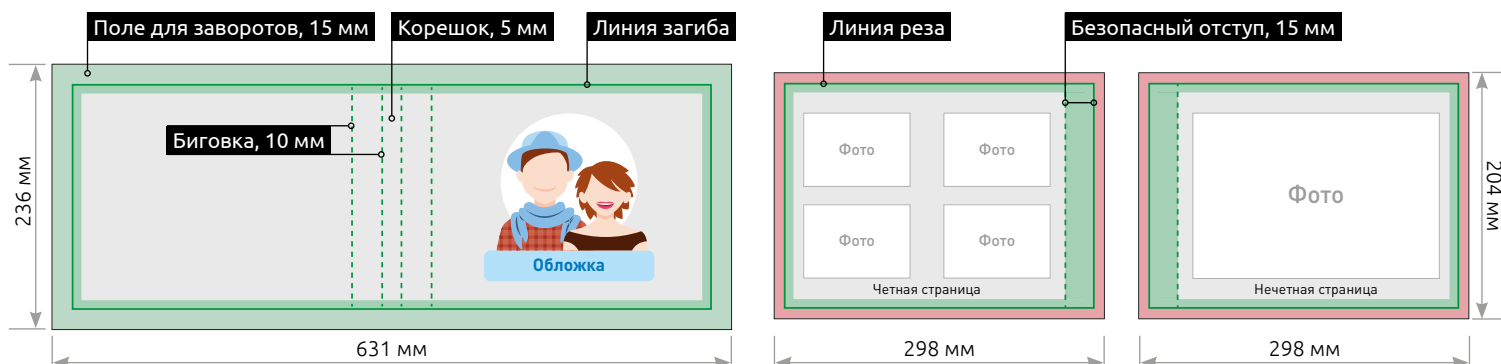 Поле для заворотов, 15 мм
Корешок, 5 мм
Линия загиба
Линия реза
Безопасный отступ, 15 мм
Биговка, 10 мм
236 мм
Обложка
631 мм
Фото
Фото
Фото
Фото
Четная страница
298 мм
Фото
Нечетная страница
204 мм
298 мм